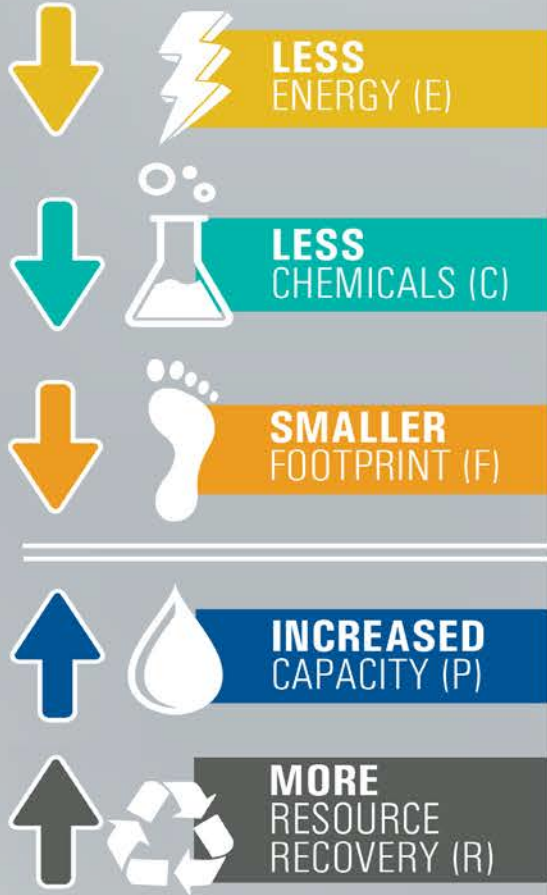 LESS
ENERGY (E)
LESS
CHEMICALS (C)
SMALLER
FOOTPRINT (F)
INCREASED
CAPACITY (P)
MORE
RESOURCE
RECOVERY (R)